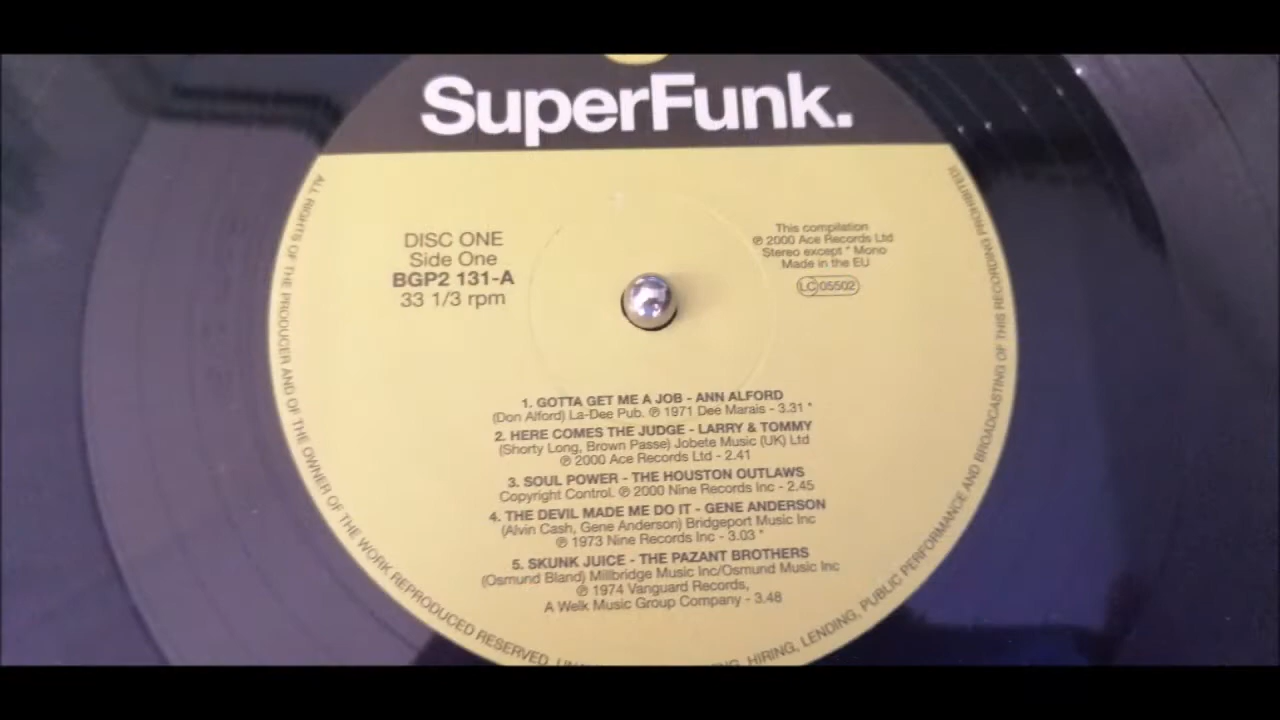 SuperFunk.
DISC ONE
Side One
BGP2 131-A
33 1/3 rpm
This compilation
℗ 2000 Ace Records Ltd
Stereo except * Mono
Made in the EU
LC 05502
1. GOTTA GET ME A JOB - ANN ALFORD
(Don Alford) La-Dee Pub. ℗ 1971 Dee Marais - 3.31 *
2. HERE COMES THE JUDGE - LARRY & TOMMY
(Shorty Long, Brown Passe) Jobete Music (UK) Ltd
℗ 2000 Ace Records Ltd - 2.41
3. SOUL POWER - THE HOUSTON OUTLAWS
Copyright Control. ℗ 2000 Nine Records Inc - 2.45
4. THE DEVIL MADE ME DO IT - GENE ANDERSON
(Alvin Cash, Gene Anderson) Bridgeport Music Inc
℗ 1973 Nine Records Inc - 3.03 *
5. SKUNK JUICE - THE PAZANT BROTHERS
(Osmund Bland) Millbridge Music Inc/Osmund Music Inc
℗ 1974 Vanguard Records,
A Welk Music Group Company - 3.48
ALL RIGHTS OF THE PRODUCER AND OF THE OWNER OF THE WORK REPRODUCED RESERVED. HIRING, LENDING, PUBLIC PERFORMANCE AND BROADCASTING OF THIS RECORDING PROHIBITED!